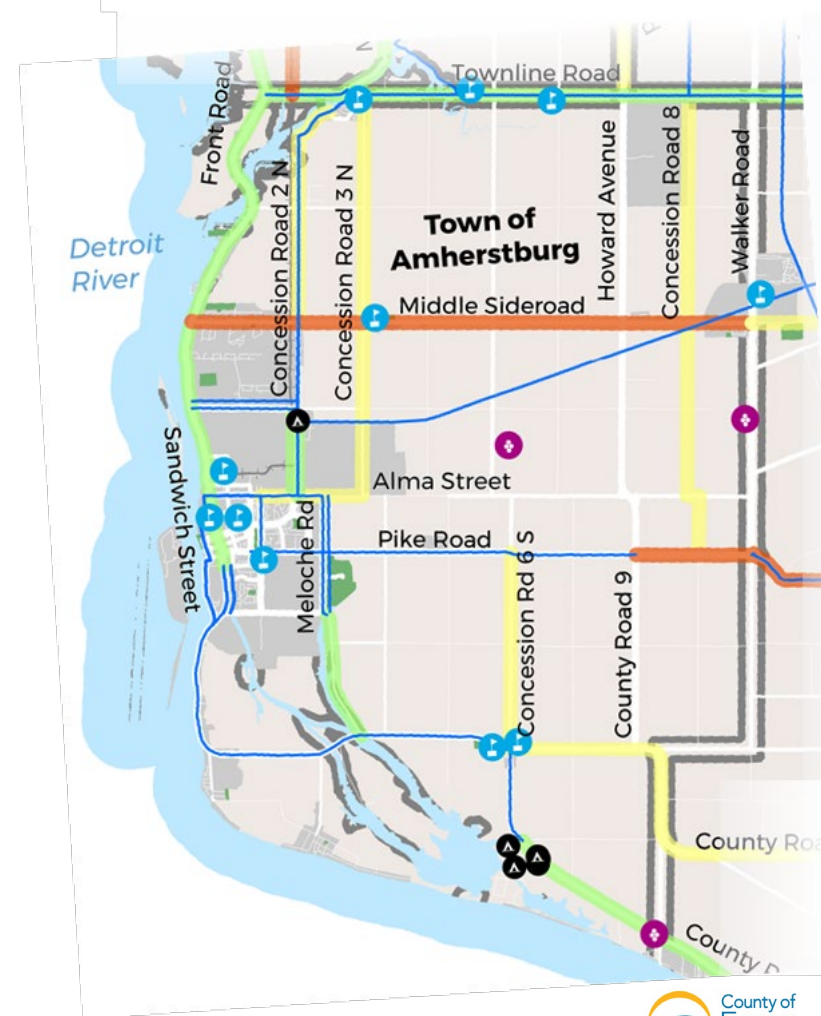 Townline Road
Front Road
Concession Road 2 N
Concession Road 3 N
Howard Avenue
Concession Road 8
Walker Road
Town of
Amherstburg
Detroit
River
Middle Sideroad
Sandwich Street
Alma Street
Meloche Rd
Pike Road
Concession Rd 6 S
County Road 9
County
County
County of